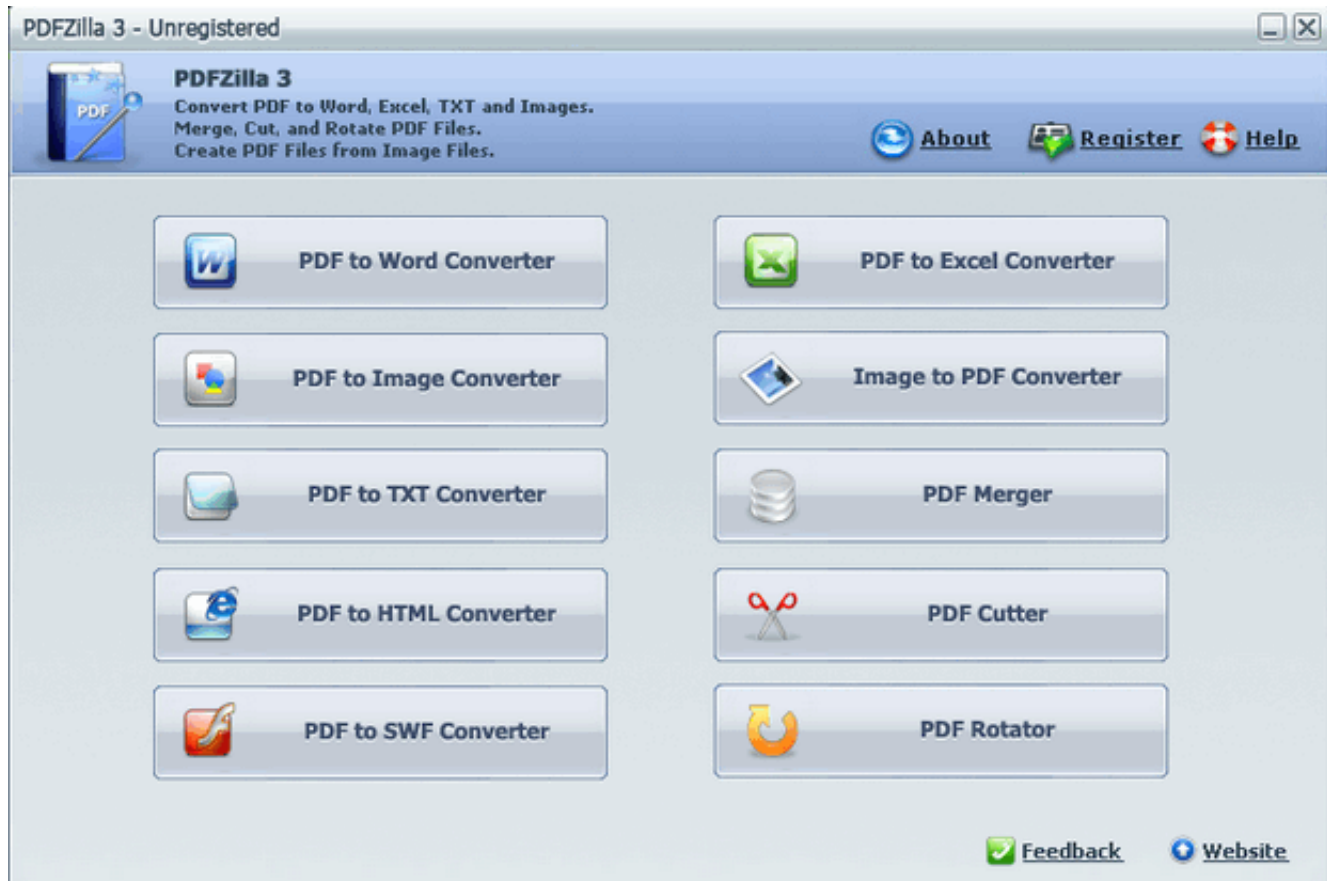 PDFZilla 3 - Unregistered
PDF
PDFZilla 3
Convert PDF to Word, Excel, TXT and Images.
Merge, Cut, and Rotate PDF Files.
Create PDF Files from Image Files.
About
Register
Help
PDF to Word Converter
PDF to Excel Converter
PDF to Image Converter
Image to PDF Converter
PDF to TXT Converter
PDF Merger
PDF to HTML Converter
PDF Cutter
PDF to SWF Converter
PDF Rotator
Feedback
Website